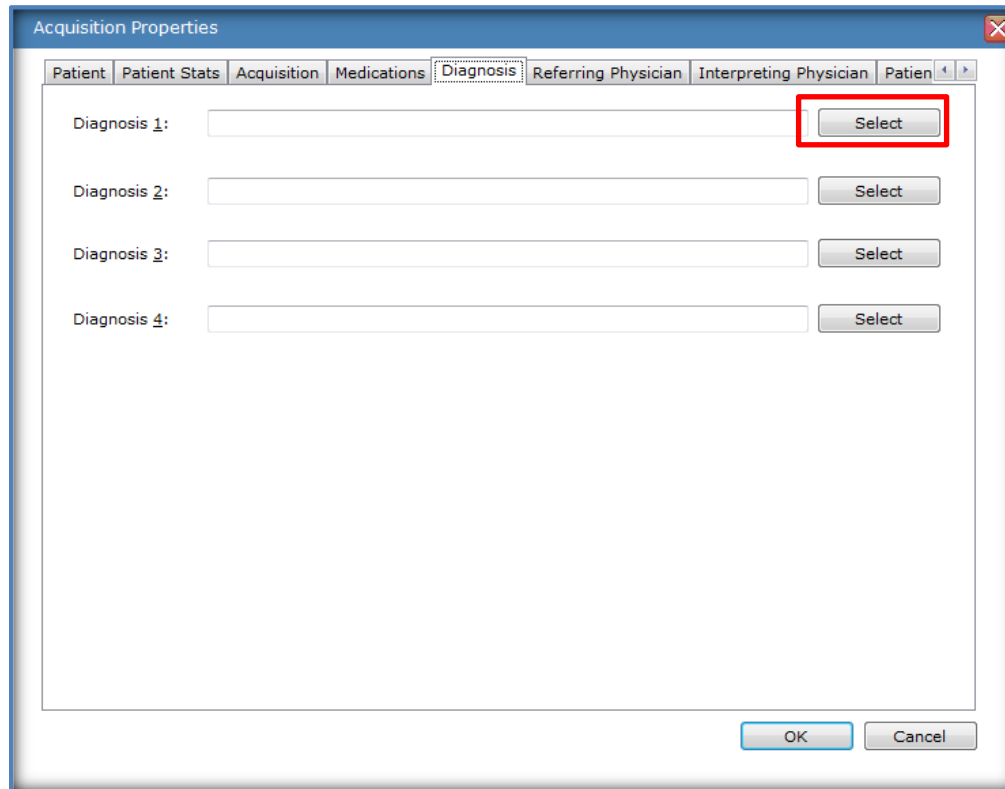 Acquisition Properties
Patient Patient Stats Acquisition Medications Diagnosis Referring Physician Interpreting Physician Patien
Diagnosis 1: Select
Diagnosis 2: Select
Diagnosis 3: Select
Diagnosis 4: Select
OK Cancel